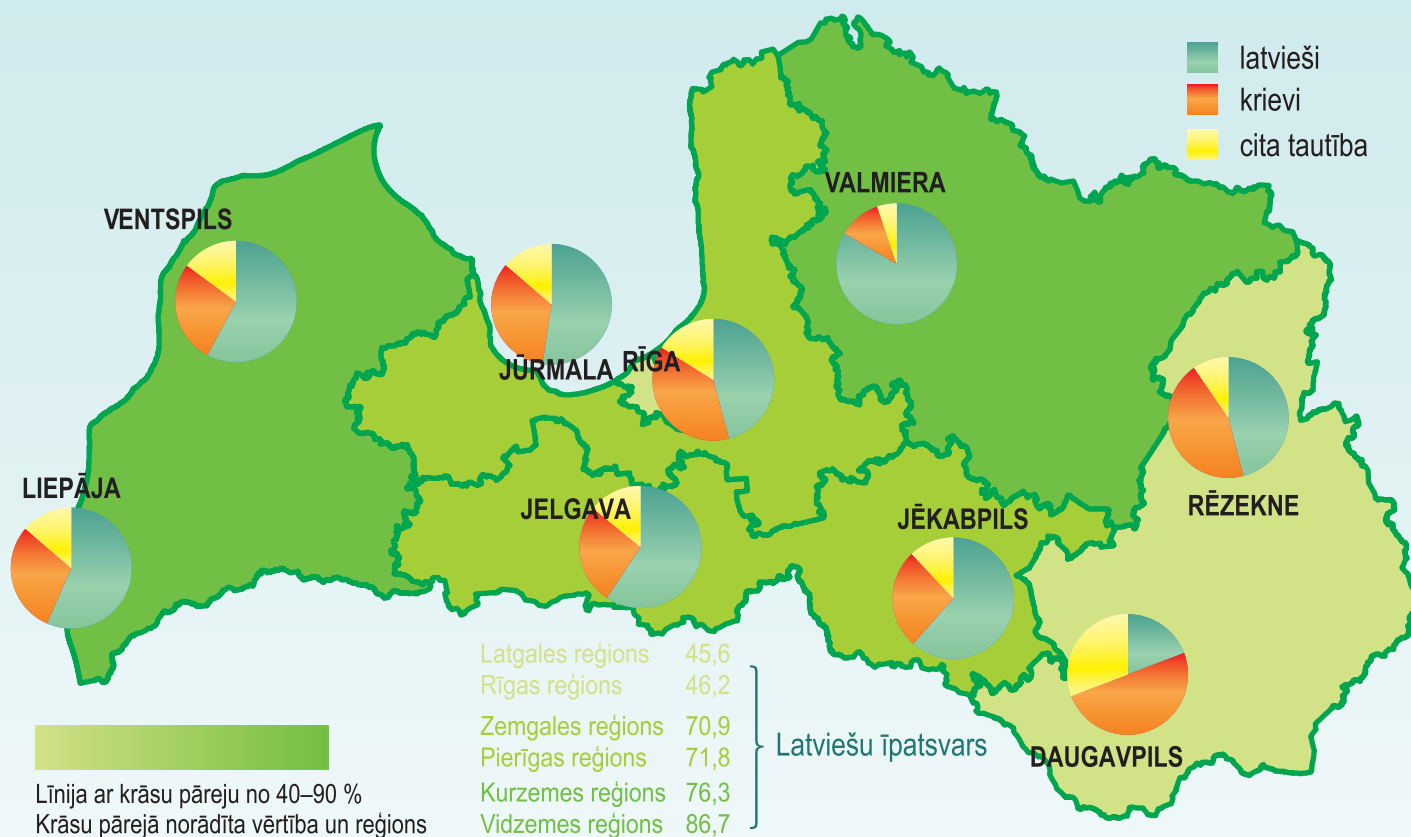 latvieši
krievi
cita tautība
VALMIERA
VENTSPILS
JŪRMALA
RĪGA
LIEPĀJA
JELGAVA
JĒKABPILS
RĒZEKNE
DAUGAVPILS
Latgales reģions 45,6
Rīgas reģions 46,2
Zemgales reģions 70,9
Pierīgas reģions 71,8
Kurzemes reģions 76,3
Vidzemes reģions 86,7
Latviešu īpatsvars
Līnija ar krāsu pāreju no 40–90 %
Krāsu pārejā norādīta vērtība un reģions